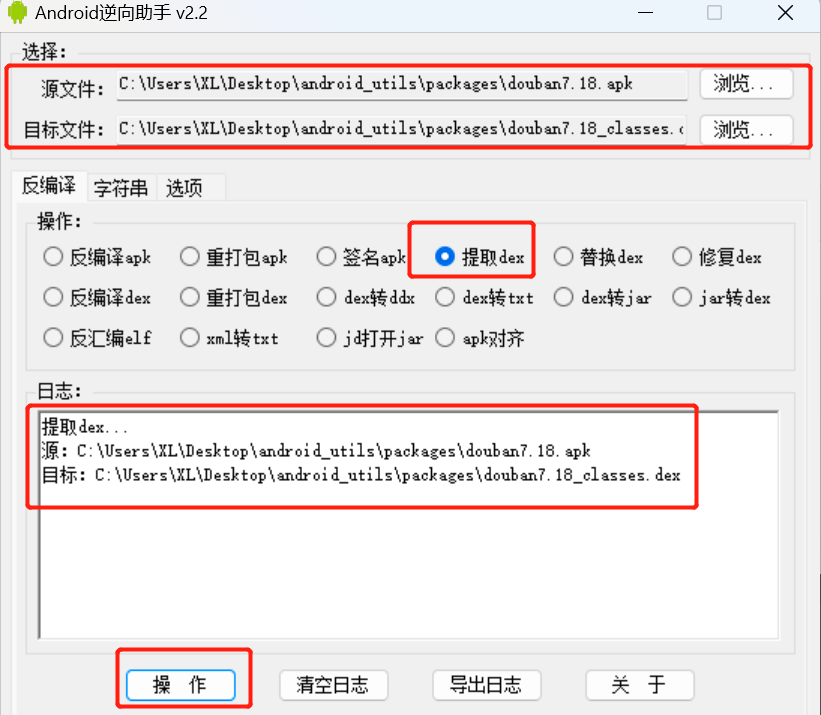 Android逆向助手 v2.2
选择:
源文件: C:\Users\XL\Desktop\android_utils\packages\douban7.18.apk 浏览...
目标文件: C:\Users\XL\Desktop\android_utils\packages\douban7.18_classes. 浏览...
反编译 字符串 选项
操作:
反编译apk 重打包apk 签名apk 提取dex 替换dex 修复dex
反编译dex 重打包dex dex转ddx dex转txt dex转jar jar转dex
反汇编elf xml转txt jd打开jar apk对齐
日志:
提取dex...
源: C:\Users\XL\Desktop\android_utils\packages\douban7.18.apk
目标: C:\Users\XL\Desktop\android_utils\packages\douban7.18_classes.dex
操 作 清空日志 导出日志 关 于